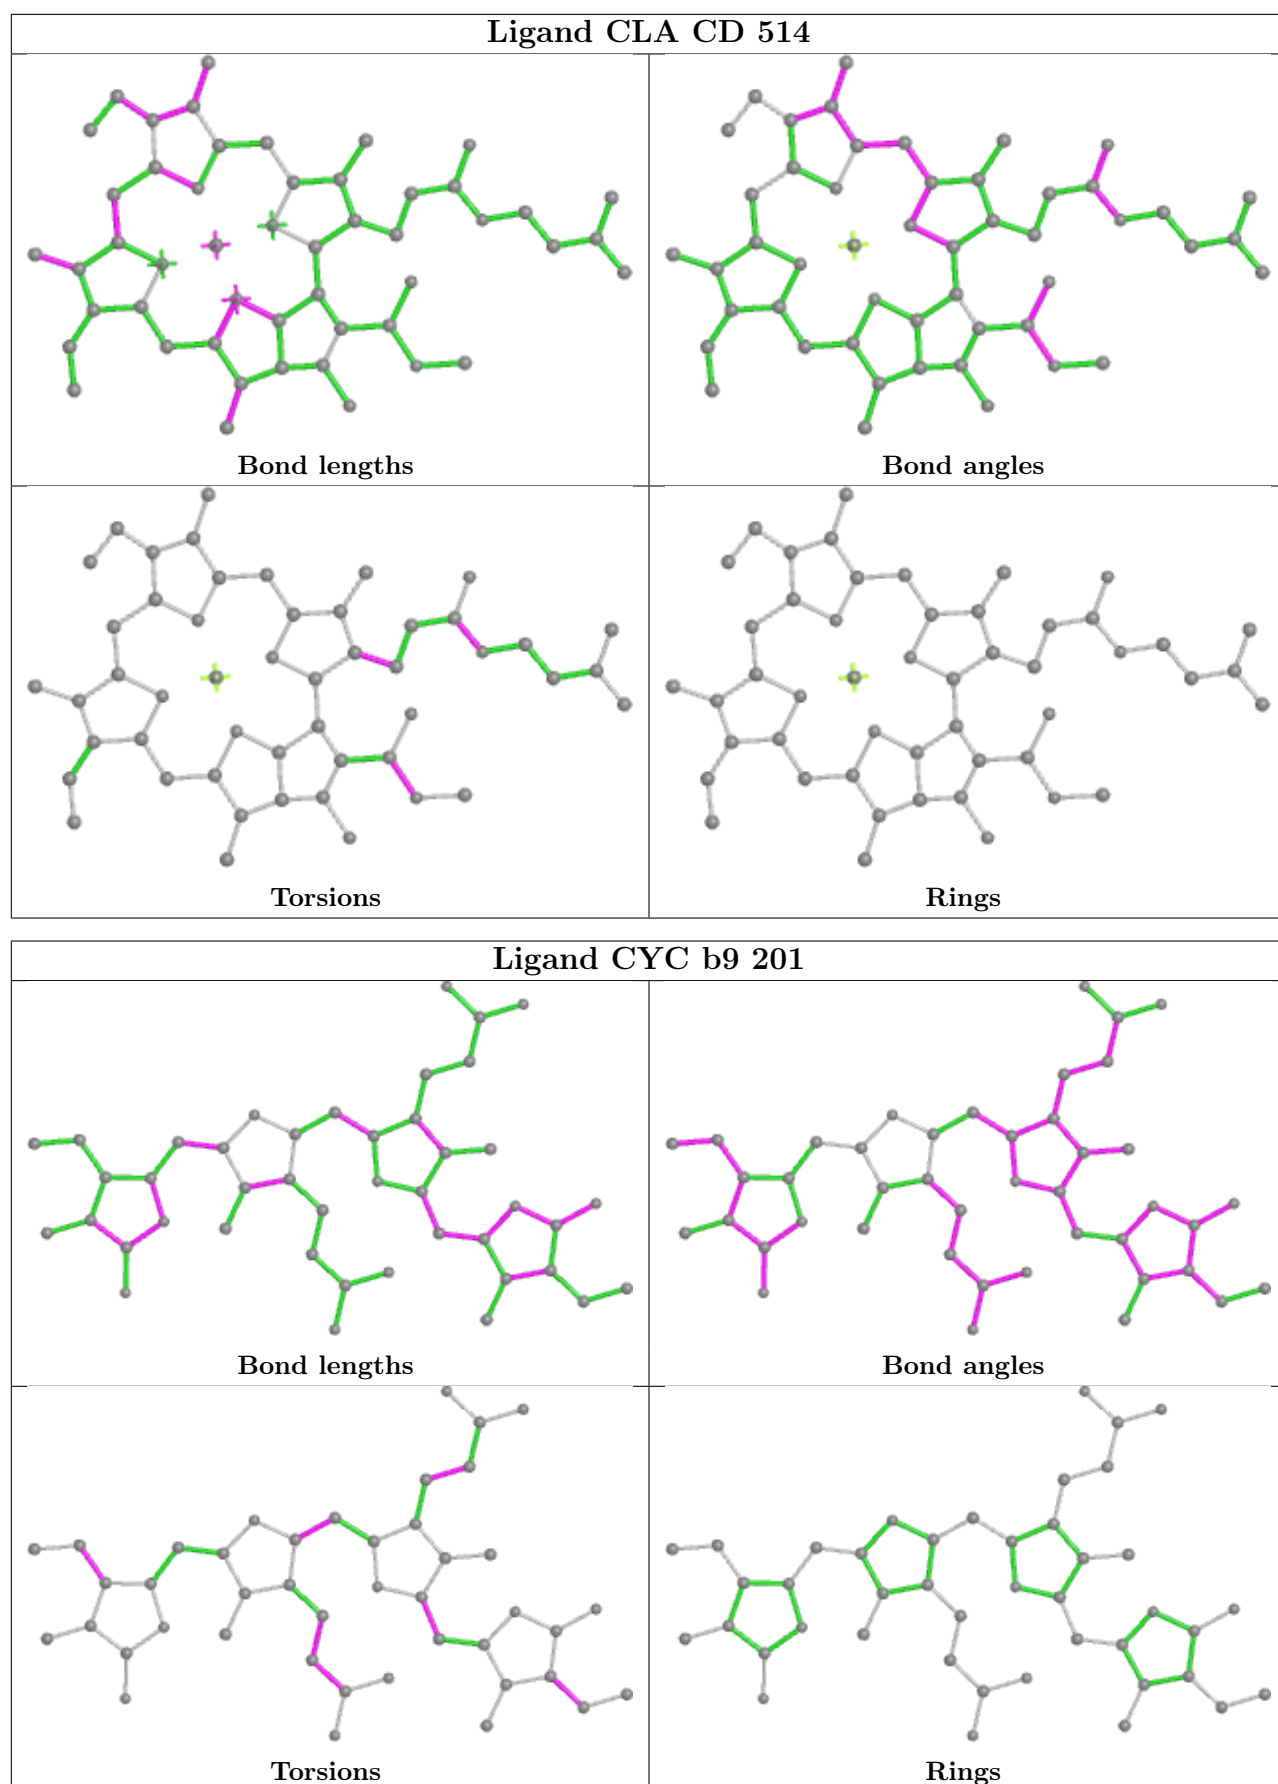 Ligand CLA CD 514
Bond lengths
Bond angles
Torsions
Rings
Ligand CYC b9 201
Bond lengths
Bond angles
Torsions
Rings